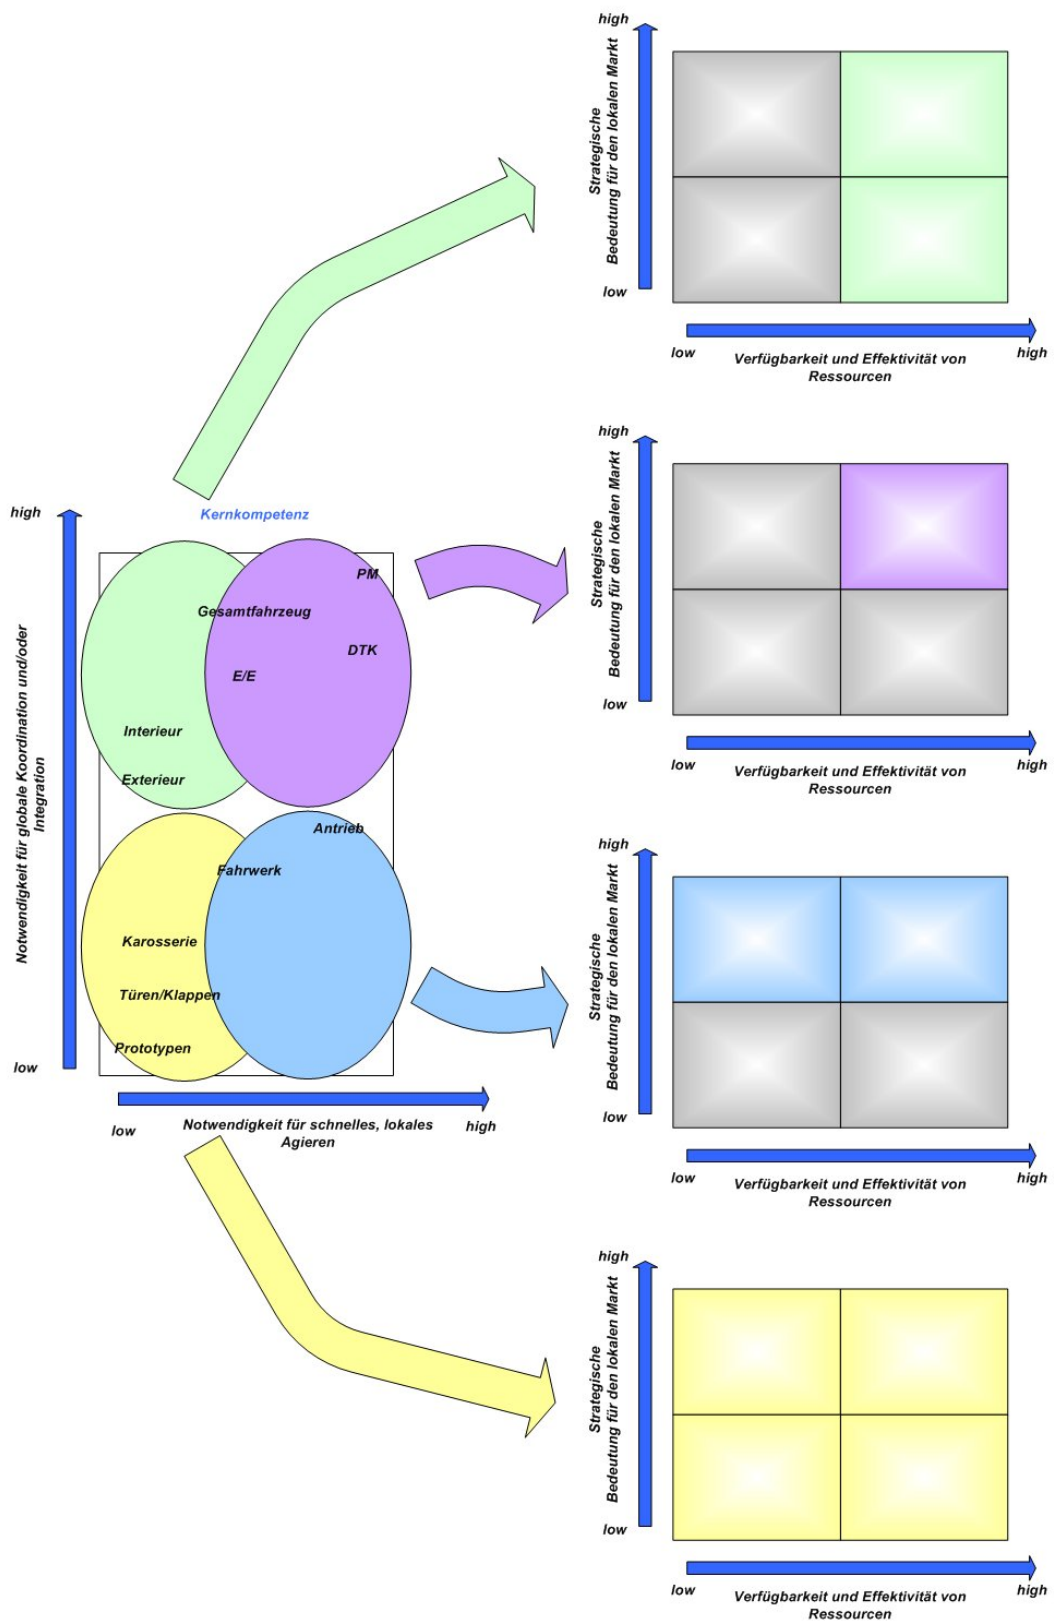 high
Strategische
Bedeutung für den lokalen Markt
low
low
high
Verfügbarkeit und Effektivität von
Ressourcen
high
Strategische
Bedeutung für den lokalen Markt
low
low
high
Verfügbarkeit und Effektivität von
Ressourcen
high
Kernkompetenz
Notwendigkeit für globale Koordination und/oder
Integration
PM
Gesamtfahrzeug
DTK
E/E
Interieur
Exterieur
Antrieb
Fahrwerk
Karosserie
Türen/Klappen
Prototypen
low
low
Notwendigkeit für schnelles, lokales
Agieren
high
high
Strategische
Bedeutung für den lokalen Markt
low
low
high
Verfügbarkeit und Effektivität von
Ressourcen
high
Strategische
Bedeutung für den lokalen Markt
low
low
high
Verfügbarkeit und Effektivität von
Ressourcen